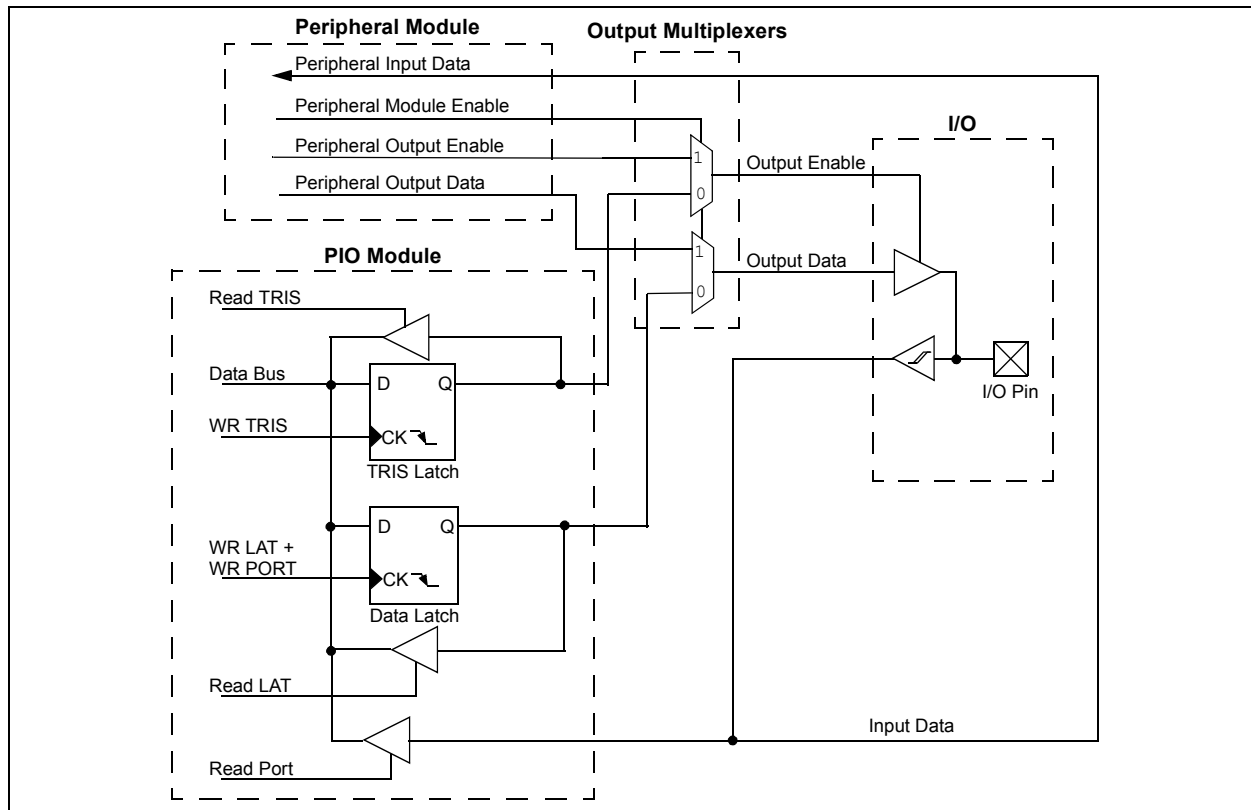 Peripheral Module
Output Multiplexers
Peripheral Input Data
Peripheral Module Enable
I/O
Peripheral Output Enable
1
Output Enable
Peripheral Output Data
0
PIO Module
1
Output Data
0
Read TRIS
Data Bus
D
Q
I/O Pin
WR TRIS
CK
TRIS Latch
D
Q
WR LAT +
WR PORT
CK
Data Latch
Read LAT
Input Data
Read Port